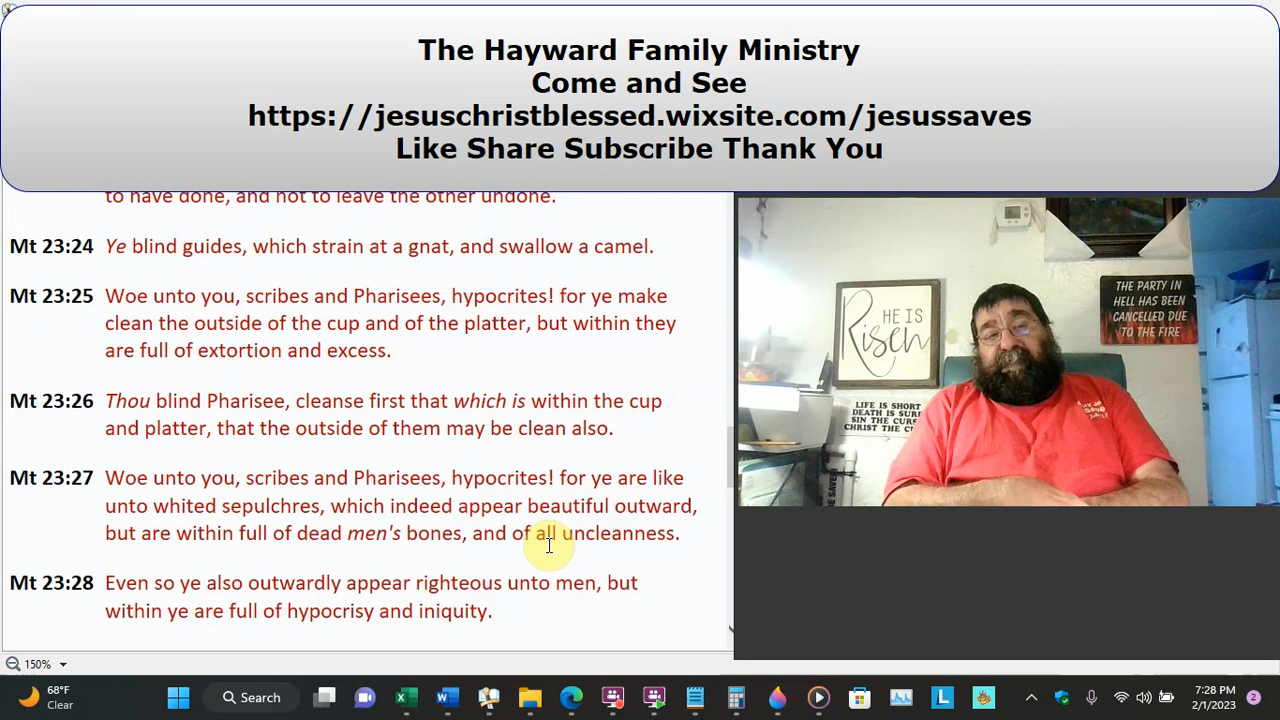 The Hayward Family Ministry
Come and See
https://jesuschristblessed.wixsite.com/jesussaves
Like Share Subscribe Thank You
to have done, and not to leave the other undone.
Mt 23:24 Ye blind guides, which strain at a gnat, and swallow a camel.
Mt 23:25 Woe unto you, scribes and Pharisees, hypocrites! for ye make
clean the outside of the cup and of the platter, but within they
are full of extortion and excess.
Mt 23:26 Thou blind Pharisee, cleanse first that which is within the cup
and platter, that the outside of them may be clean also.
Mt 23:27 Woe unto you, scribes and Pharisees, hypocrites! for ye are like
unto whited sepulchres, which indeed appear beautiful outward,
but are within full of dead men's bones, and of all uncleanness.
Mt 23:28 Even so ye also outwardly appear righteous unto men, but
within ye are full of hypocrisy and iniquity.
HE IS
Risen
LIFE IS SHORT
DEATH IS SURE
SIN THE CURS
CHRIST THE C
THE PARTY IN
HELL HAS BEEN
CANCELLED DUE
TO THE FIRE
150%
68°F
Clear
Search
L
7:28 PM
2/1/2023
2